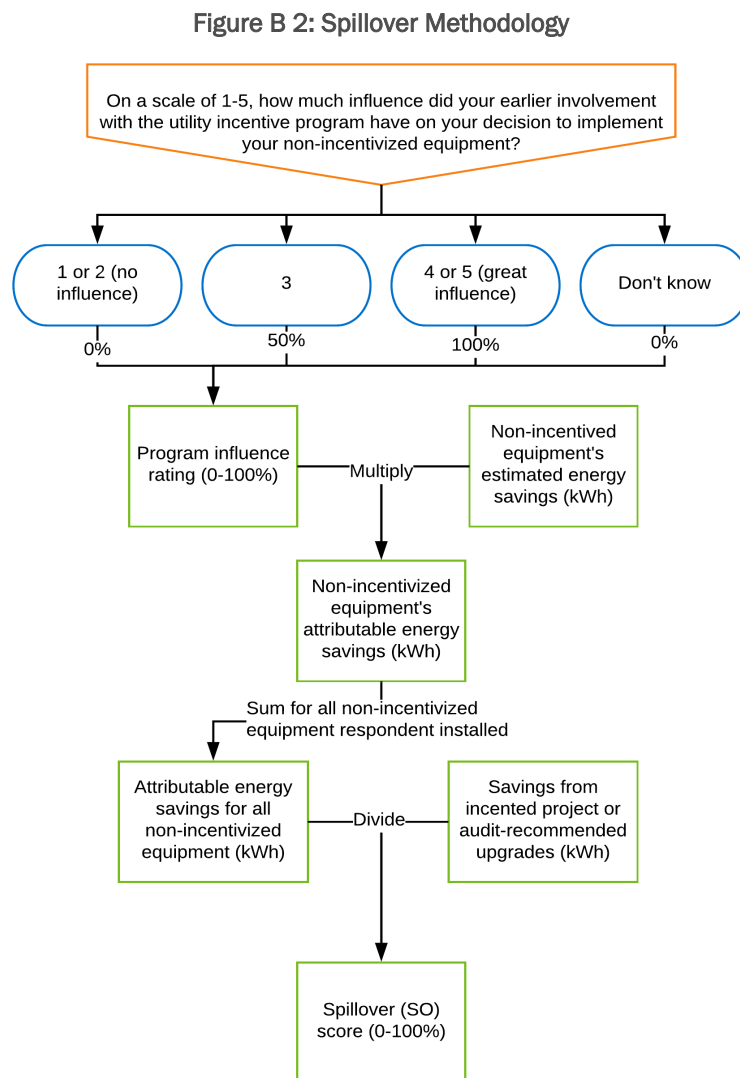 Figure B 2: Spillover Methodology
On a scale of 1-5, how much influence did your earlier involvement
with the utility incentive program have on your decision to implement
your non-incentivized equipment?
1 or 2 (no
influence)
3
4 or 5 (great
influence)
Don't know
0%
50%
100%
0%
Program influence
rating (0-100%)
Multiply
Non-incentived
equipment's
estimated energy
savings (kWh)
Non-incentivized
equipment's
attributable energy
savings (kWh)
Sum for all non-incentivized
equipment respondent installed
Attributable energy
savings for all
non-incentivized
equipment (kWh)
Divide
Savings from
incented project or
audit-recommended
upgrades (kWh)
Spillover (SO)
score (0-100%)